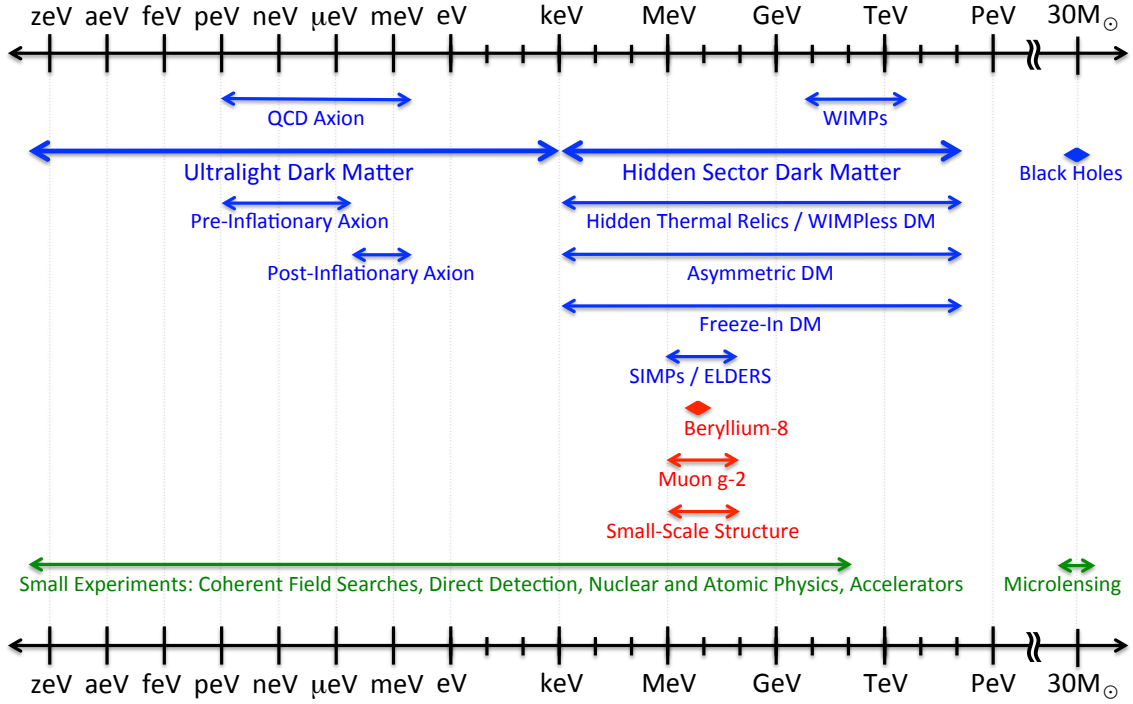 zeV aeV feV peV neV μeV meV eV keV MeV GeV TeV PeV 30M☉
QCD Axion WIMPs
Ultralight Dark Matter Hidden Sector Dark Matter Black Holes
Pre-Inflationary Axion Hidden Thermal Relics / WIMPless DM
Post-Inflationary Axion Asymmetric DM
Freeze-In DM
SIMPs / ELDERS
Beryllium-8
Muon g-2
Small-Scale Structure
Small Experiments: Coherent Field Searches, Direct Detection, Nuclear and Atomic Physics, Accelerators Microlensing
zeV aeV feV peV neV μeV meV eV keV MeV GeV TeV PeV 30M☉